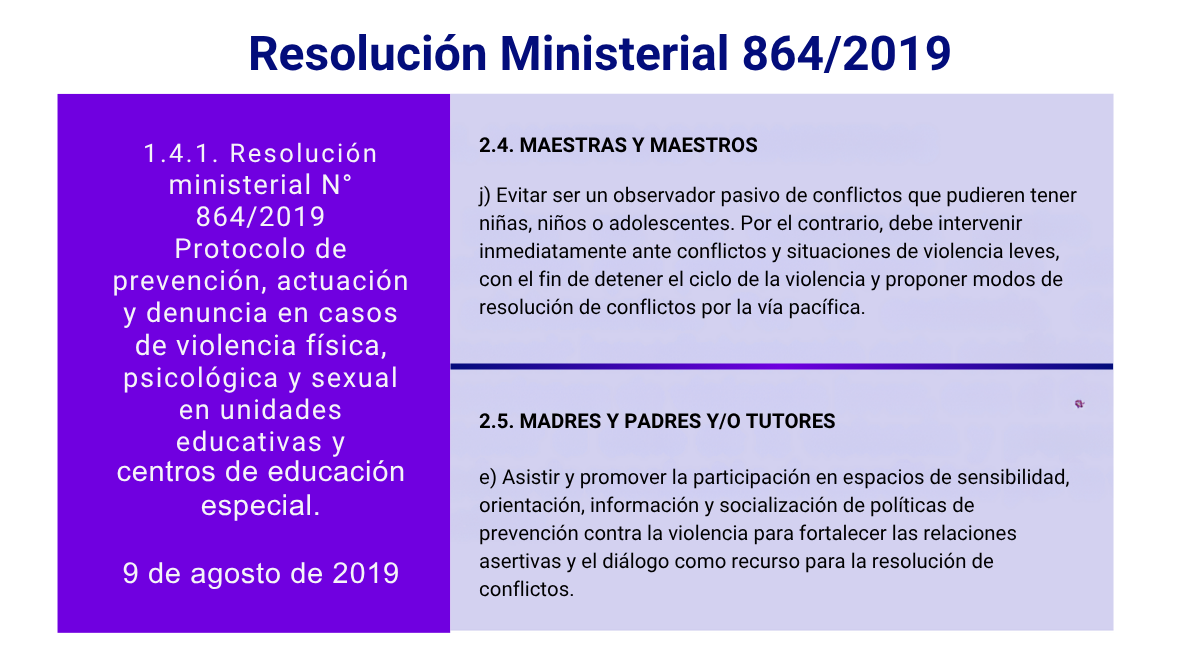 Resolución Ministerial 864/2019
1.4.1. Resolución
ministerial N°
864/2019
Protocolo de
prevención, actuación
y denuncia en casos
de violencia física,
psicológica y sexual
en unidades
educativas y
centros de educación
especial.
9 de agosto de 2019
2.4. MAESTRAS Y MAESTROS
j) Evitar ser un observador pasivo de conflictos que pudieren tener
niñas, niños o adolescentes. Por el contrario, debe intervenir
inmediatamente ante conflictos y situaciones de violencia leves,
con el fin de detener el ciclo de la violencia y proponer modos de
resolución de conflictos por la vía pacífica.
2.5. MADRES Y PADRES Y/O TUTORES
e) Asistir y promover la participación en espacios de sensibilidad,
orientación, información y socialización de políticas de
prevención contra la violencia para fortalecer las relaciones
asertivas y el diálogo como recurso para la resolución de
conflictos.